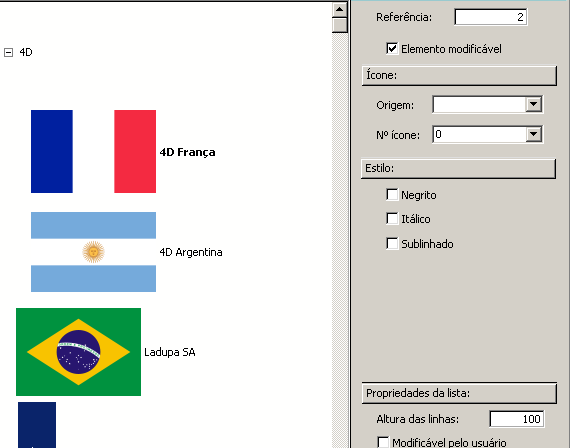 4D
4D França
4D Argentina
Ladupa SA
Referência: 2
Elemento modificável
Ícone:
Origem:
Nº ícone: 0
Estilo:
Negrito
Itálico
Sublinhado
Propriedades da lista:
Altura das linhas: 100
Modificável pelo usuário